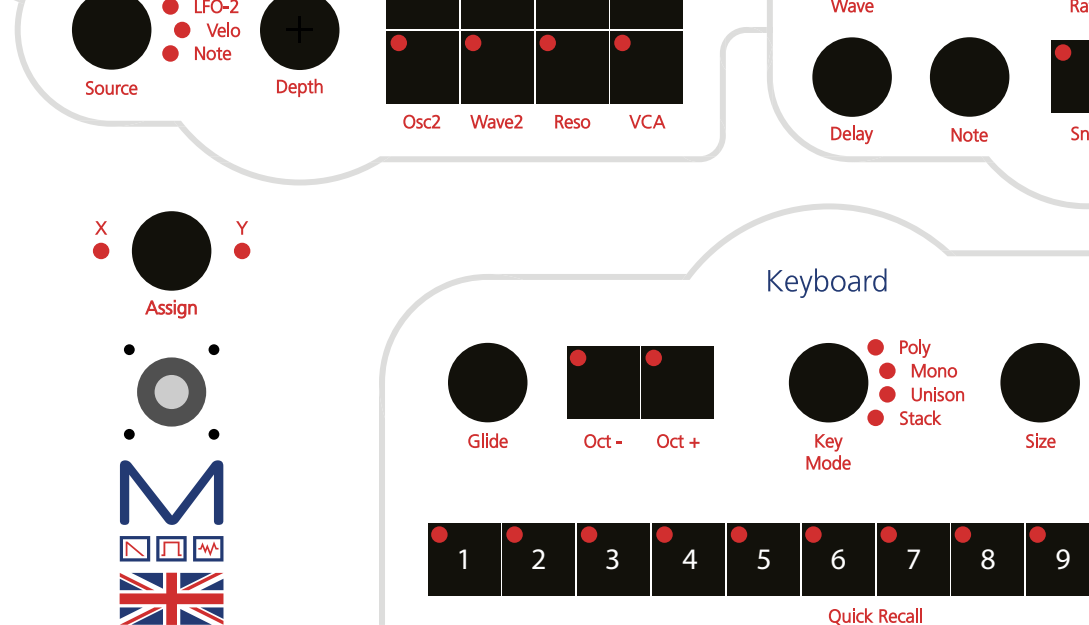 LFO-2
Velo
Note
Source
Depth
Osc2
Wave2
Reso
VCA
Wave
Delay
Note
X
Y
Assign
Keyboard
Poly
Mono
Unison
Stack
Glide
Oct -
Oct +
Key
Mode
Size
1
2
3
4
5
6
7
8
9
Quick Recall